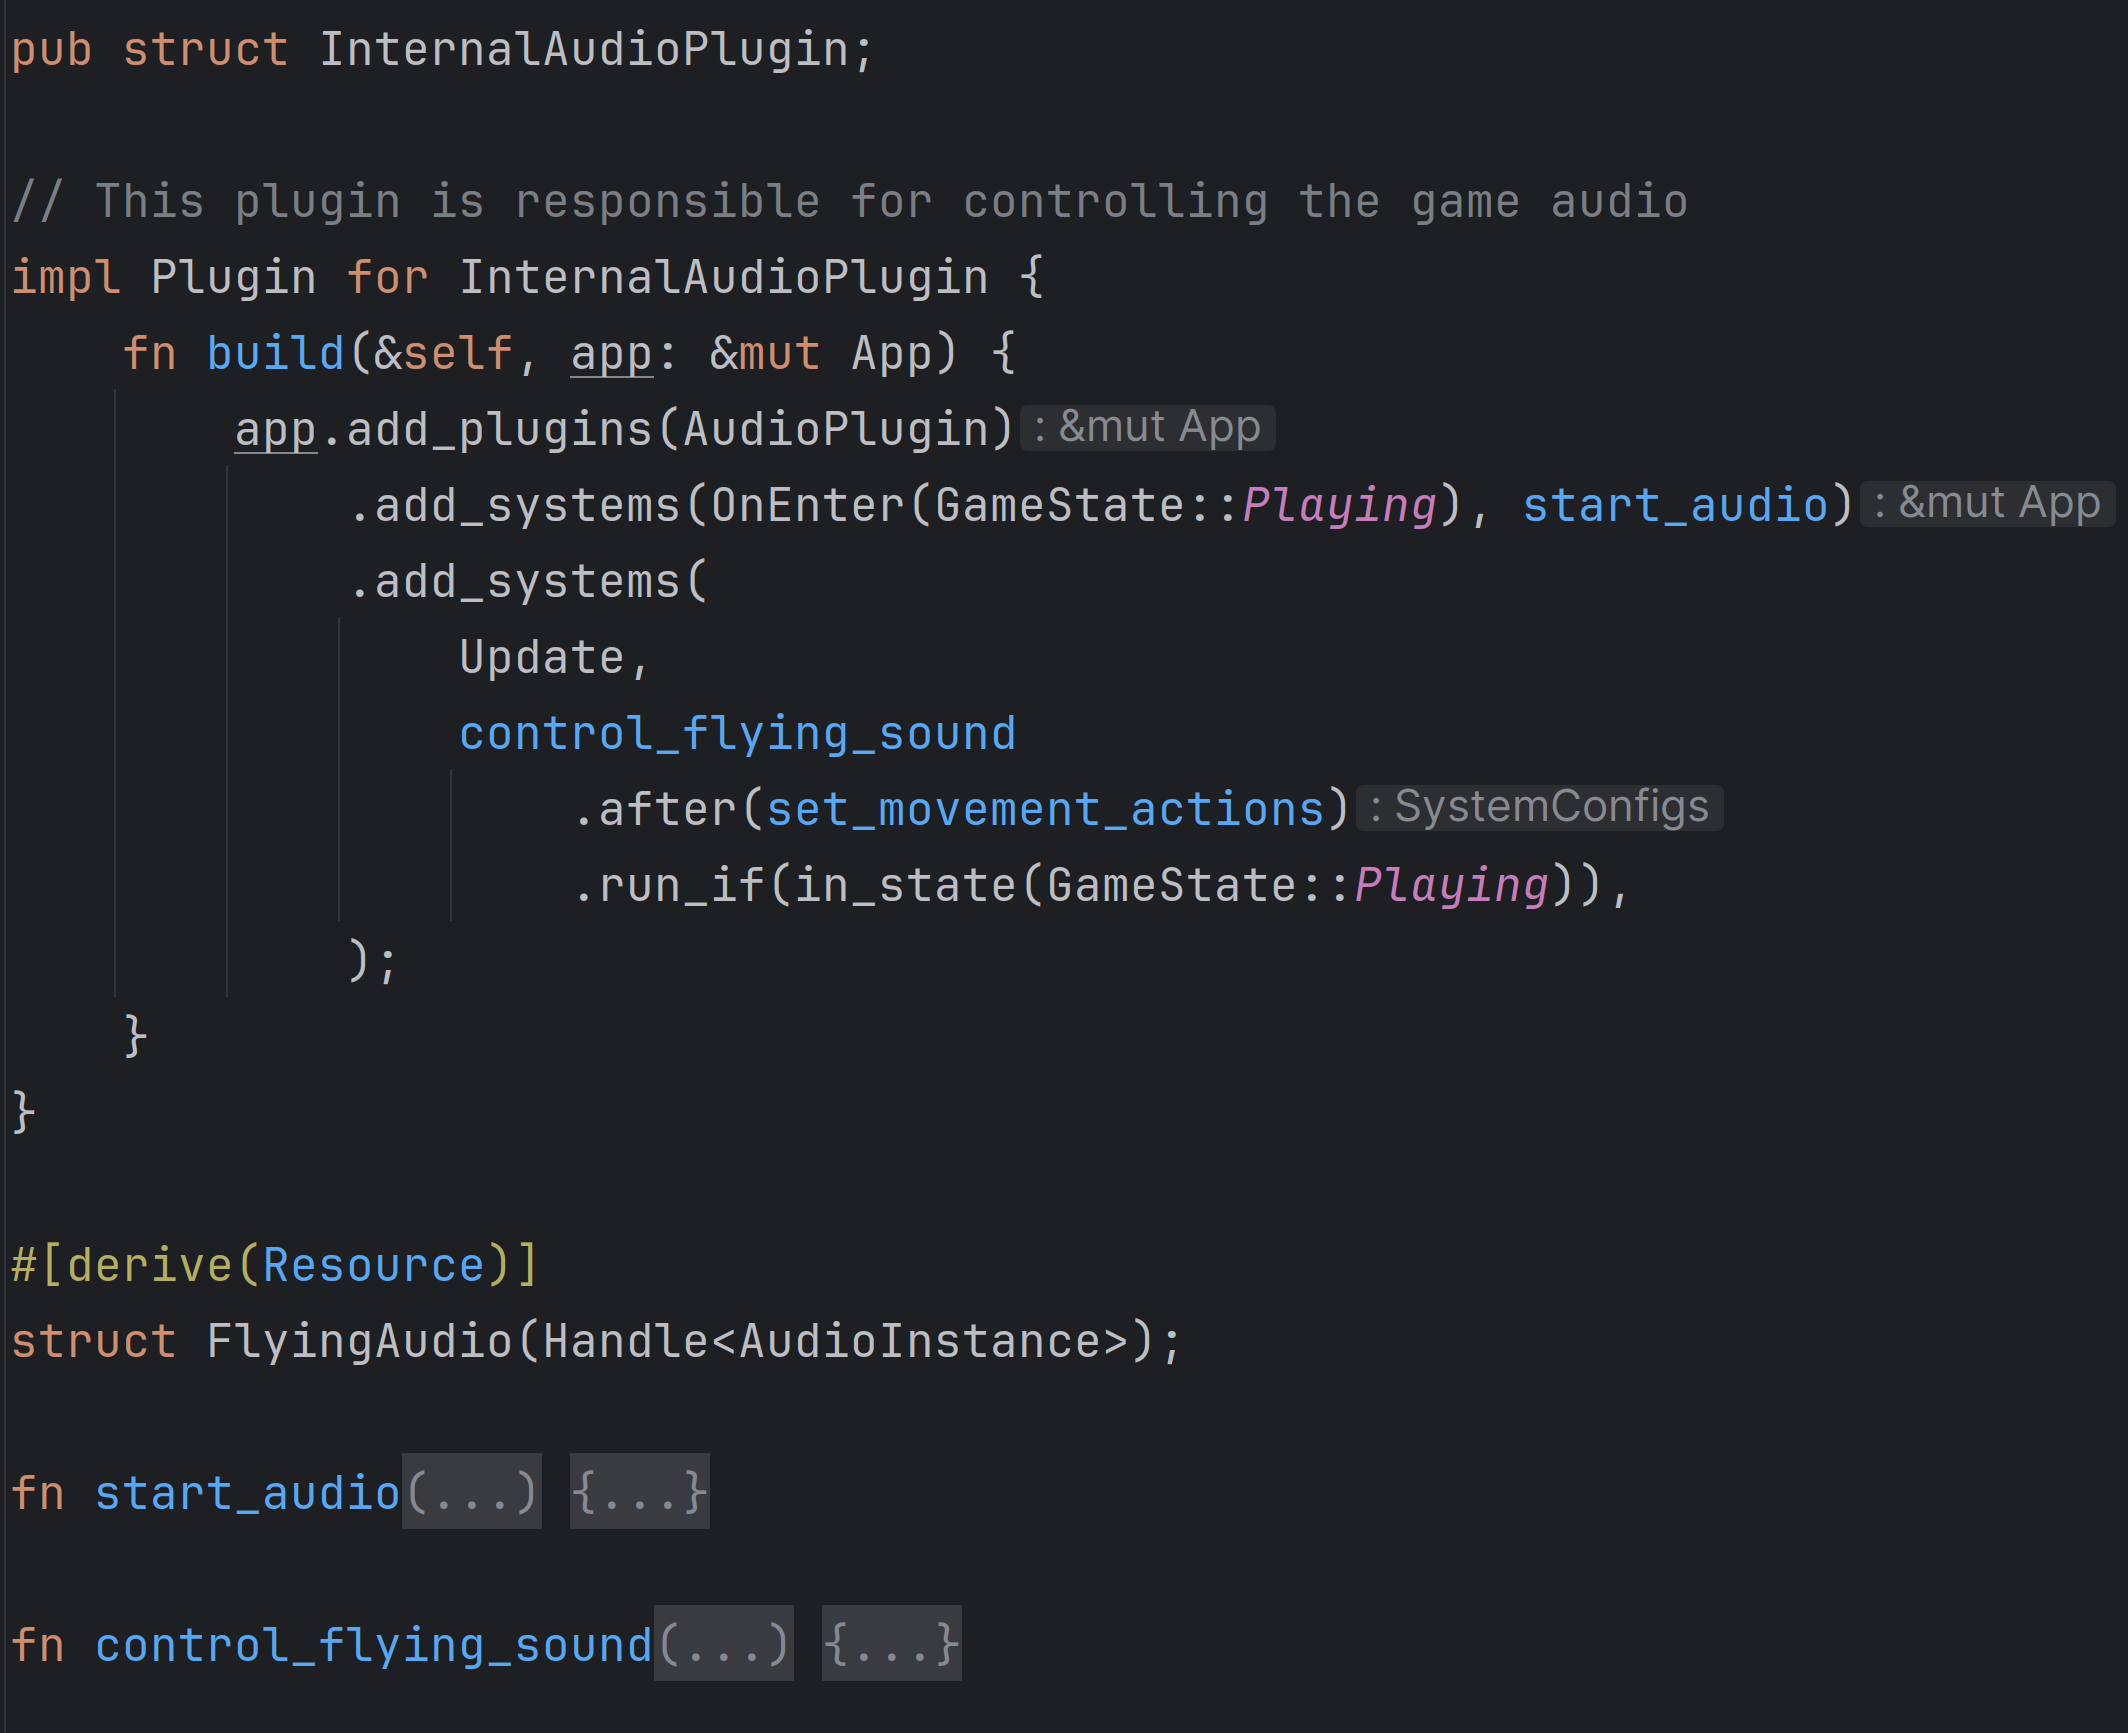 pub struct InternalAudioPlugin;
// This plugin is responsible for controlling the game audio
impl Plugin for InternalAudioPlugin {
fn build(&self, app: &mut App) {
app.add_plugins(AudioPlugin) : &mut App
.add_systems(OnEnter(GameState::Playing), start_audio) : &mut App
.add_systems(
Update,
control_flying_sound
.after(set_movement_actions) : SystemConfigs
.run_if(in_state(GameState::Playing)),
);
}
}
#[derive(Resource)]
struct FlyingAudio(Handle<AudioInstance>);
fn start_audio(...) {...}
fn control_flying_sound(...) {...}